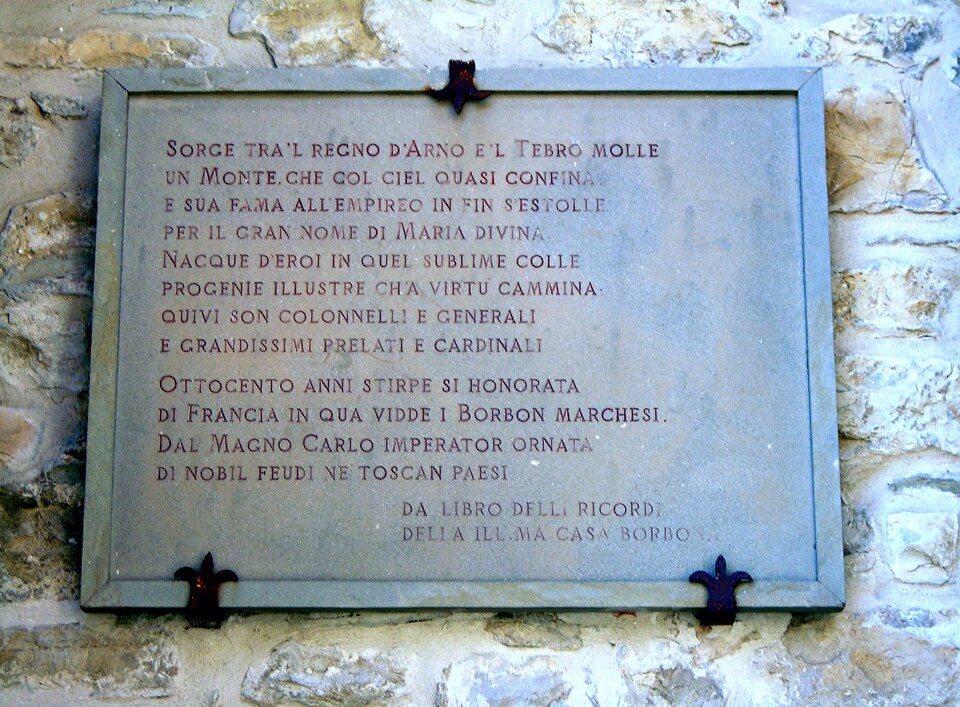 SORGE TRA'L REGNO D'ARNO E'L TEBRO MOLLE
UN MONTE, CHE COL CIEL QUASI CONFINA
E SUA FAMA ALL'EMPIREO IN FIN S'ESTOLLE
PER IL GRAN NOME DI MARIA DIVINA.
NACQUE D'EROI IN QUEL SUBLIME COLLE
PROGENIE ILLUSTRE CH'A VIRTU' CAMMINA:
QUIVI SON COLONNELLI E GENERALI
E GRANDISSIMI PRELATI E CARDINALI
OTTOCENTO ANNI STIRPE SI HONORATA
DI FRANCIA IN QUA VIDDE I BORBON MARCHESI.
DAL MAGNO CARLO IMPERATOR ORNATA
DI NOBIL FEUDI NE' TOSCAN PAESI
DA LIBRO DELLI RICORDI
DELLA ILL.MA CASA BORBONA